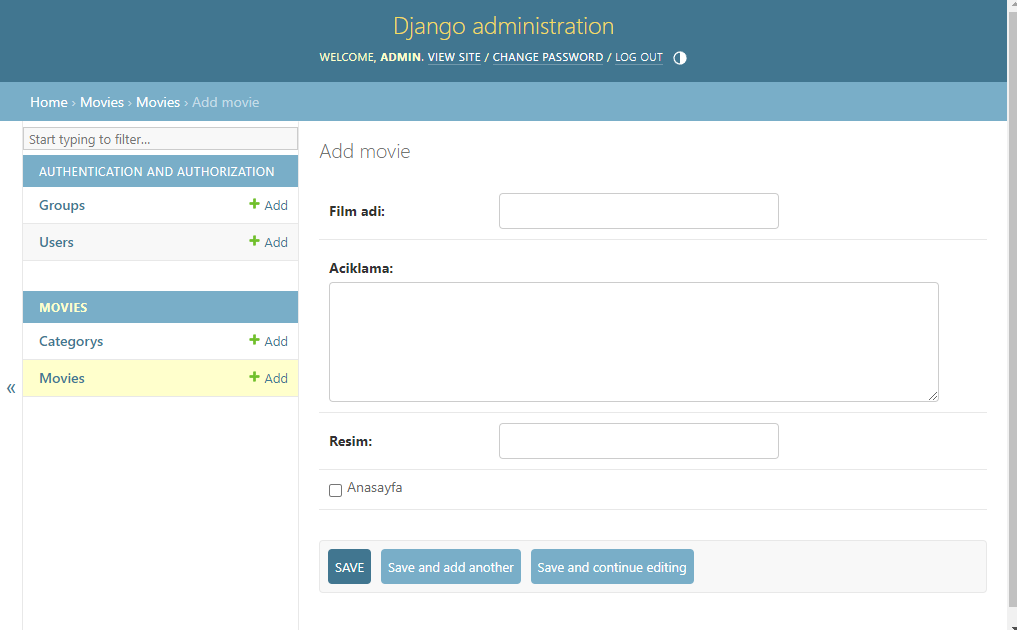 Django administration
WELCOME, ADMIN. VIEW SITE / CHANGE PASSWORD / LOG OUT
Home › Movies › Movies › Add movie
Start typing to filter...
AUTHENTICATION AND AUTHORIZATION
Groups + Add
Users + Add
MOVIES
Categorys + Add
Movies + Add
«
Add movie
Film adi:
Aciklama:
Resim:
Anasayfa
SAVE Save and add another Save and continue editing